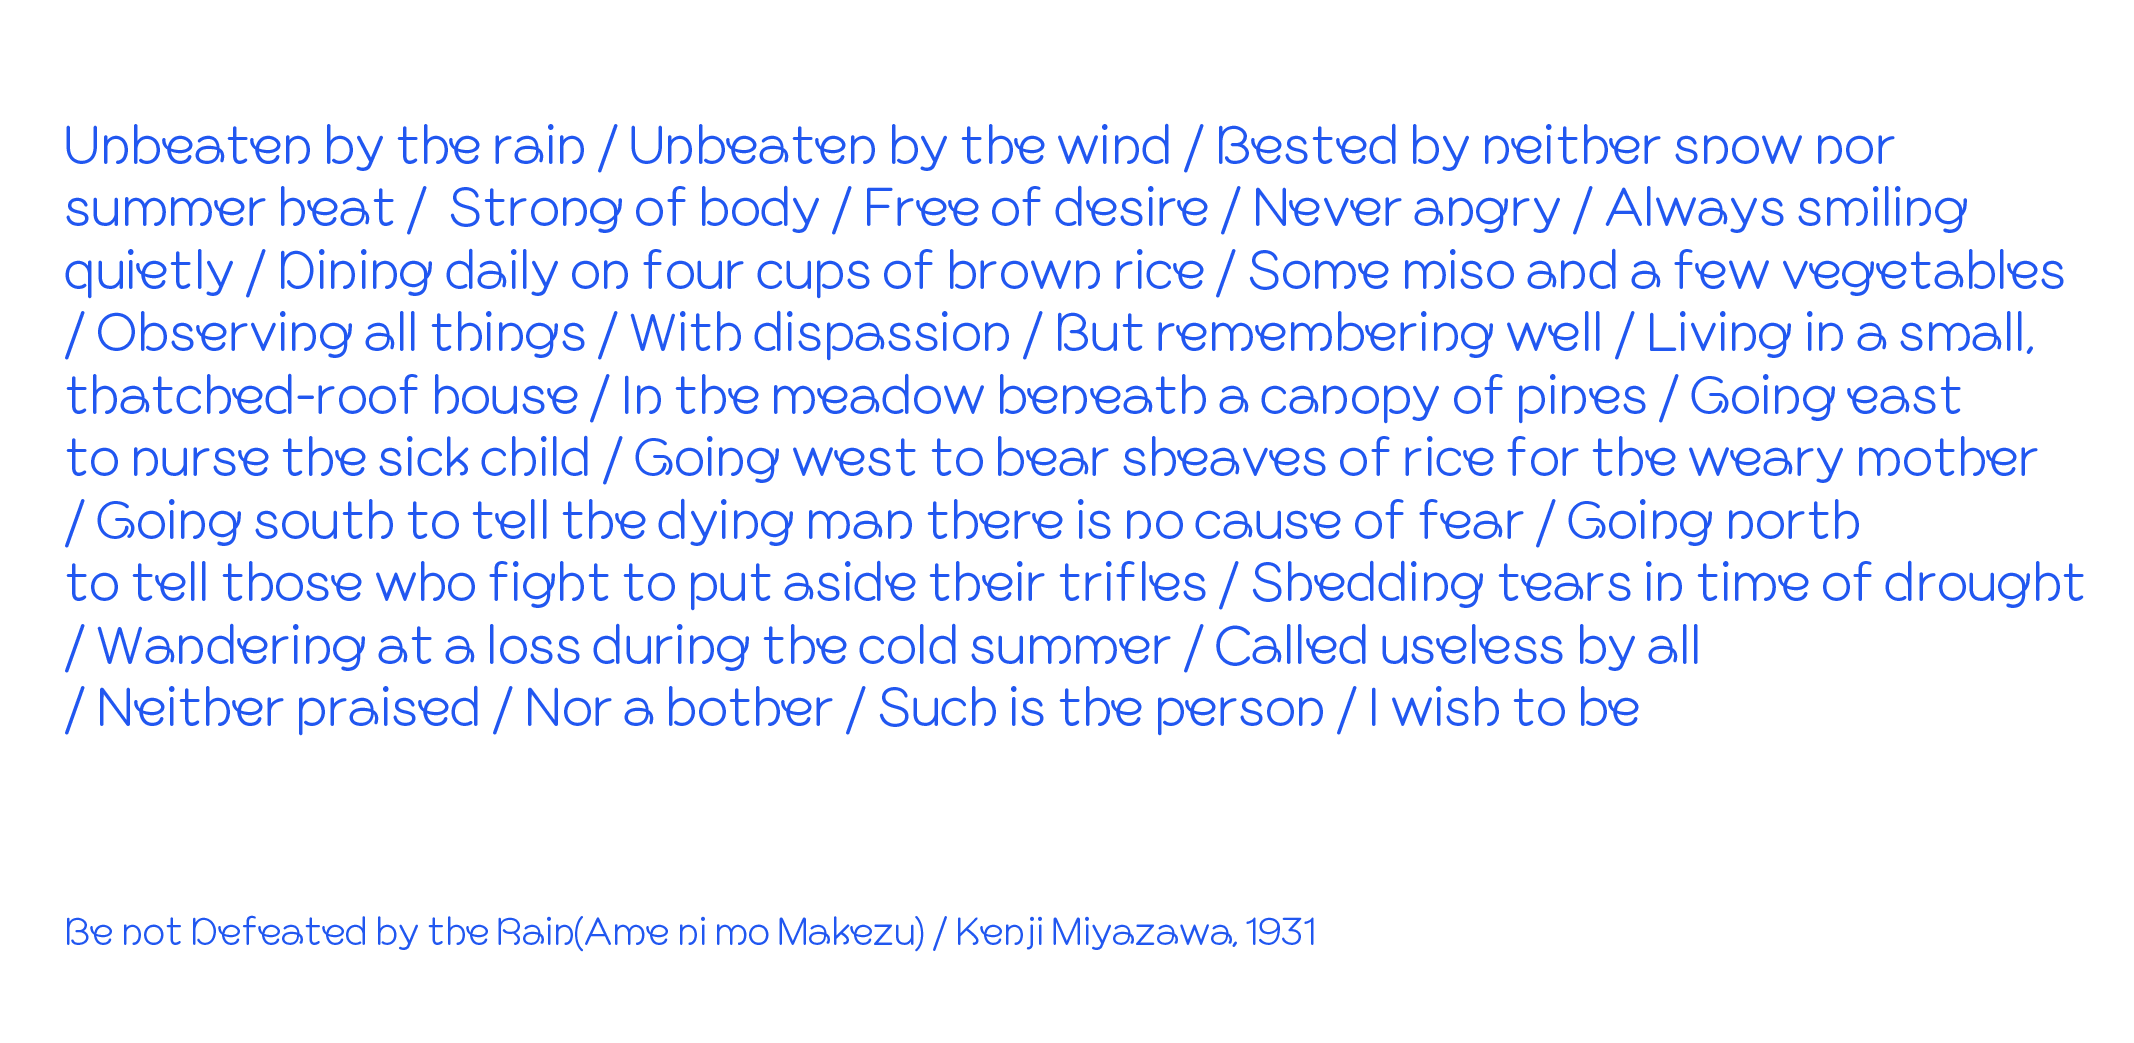 Unbeaten by the rain / Unbeaten by the wind / Bested by neither snow nor
summer heat /  Strong of body / Free of desire / Never angry / Always smiling
quietly / Dining daily on four cups of brown rice / Some miso and a few vegetables
/ Observing all things / With dispassion / But remembering well / Living in a small,
thatched-roof house / In the meadow beneath a canopy of pines / Going east
to nurse the sick child / Going west to bear sheaves of rice for the weary mother
/ Going south to tell the dying man there is no cause of fear / Going north
to tell those who fight to put aside their trifles / Shedding tears in time of drought
/ Wandering at a loss during the cold summer / Called useless by all
/ Neither praised / Nor a bother / Such is the person / I wish to be
Be not Defeated by the Rain(Ame ni mo Makezu) / Kenji Miyazawa, 1931